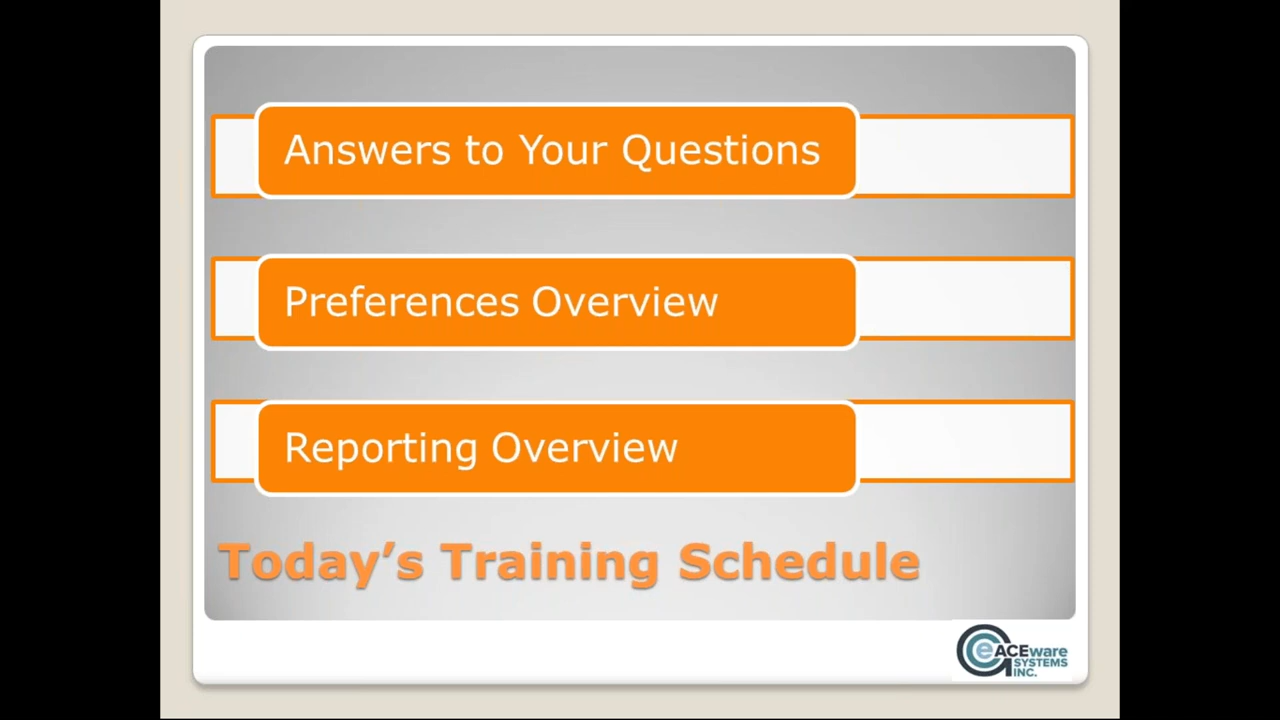 Answers to Your Questions
Preferences Overview
Reporting Overview
Today’s Training Schedule
e ACEware
SYSTEMS
INC.